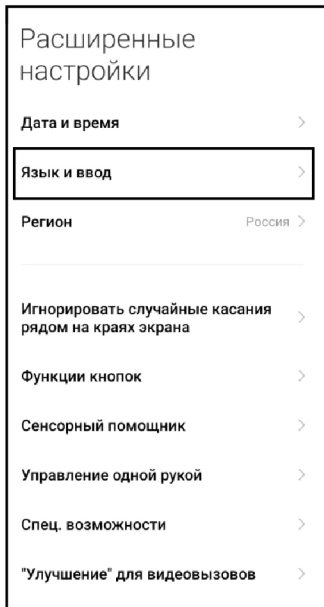 Расширенные
настройки
Дата и время
Язык и ввод
Регион Россия
Игнорировать случайные касания
рядом на краях экрана
Функции кнопок
Сенсорный помощник
Управление одной рукой
Спец. возможности
"Улучшение" для видеовызовов